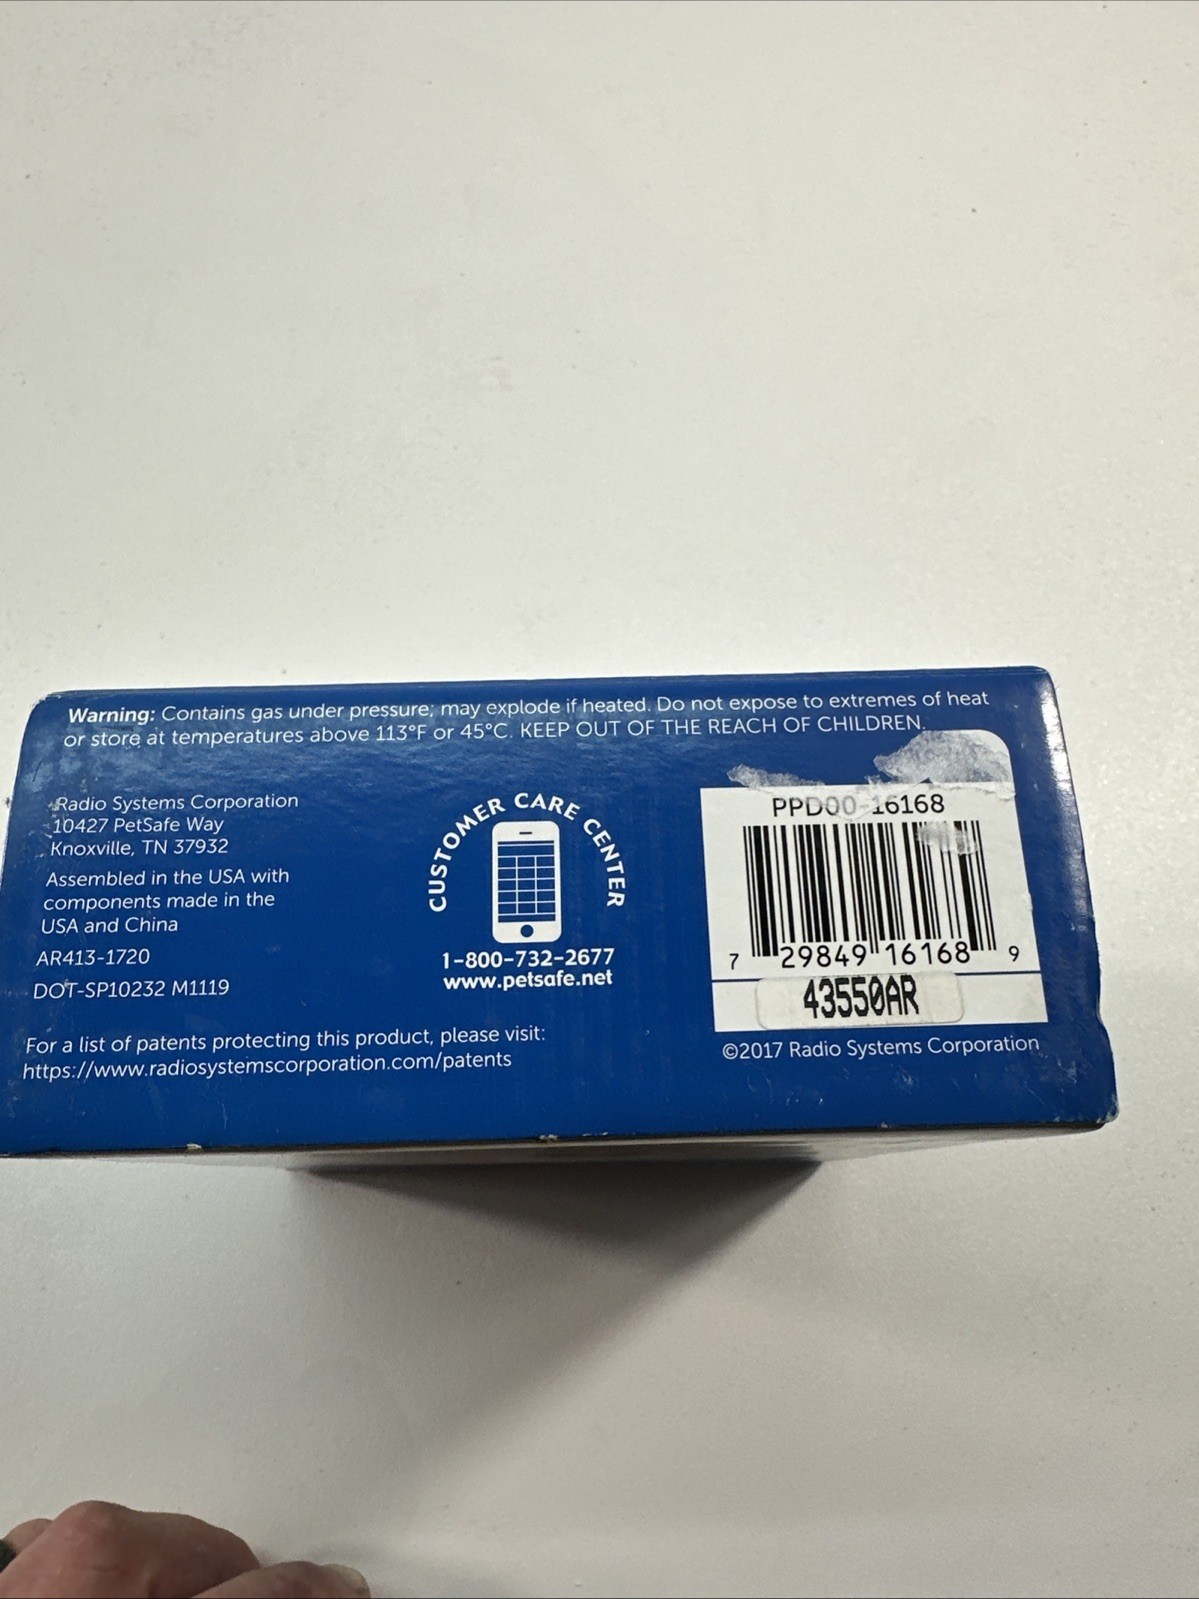 Warning: Contains gas under pressure; may explode if heated. Do not expose to extremes of heat
or store at temperatures above 113°F or 45°C. KEEP OUT OF THE REACH OF CHILDREN.
Radio Systems Corporation
10427 PetSafe Way
Knoxville, TN 37932
Assembled in the USA with
components made in the
USA and China
AR413-1720
DOT-SP10232 M1119
For a list of patents protecting this product, please visit:
https://www.radiosystemscorporation.com/patents
CUSTOMER CARE CENTER
1-800-732-2677
www.petsafe.net
PPD00-16168
7 29849 16168 9
43550AR
©2017 Radio Systems Corporation